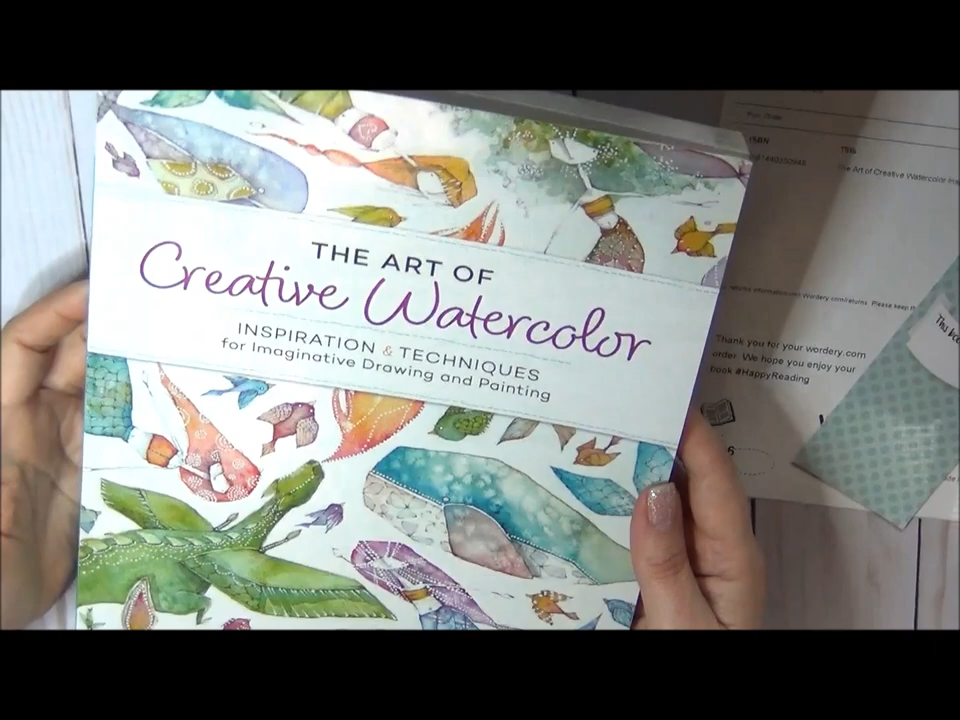 THE ART OF
Creative Watercolor
INSPIRATION & TECHNIQUES
for Imaginative Drawing and Painting
ISBN
Title
The Art of Creative Watercolor
Thank you for your wordery.com
order. We hope you enjoy your
book #HappyReading
6